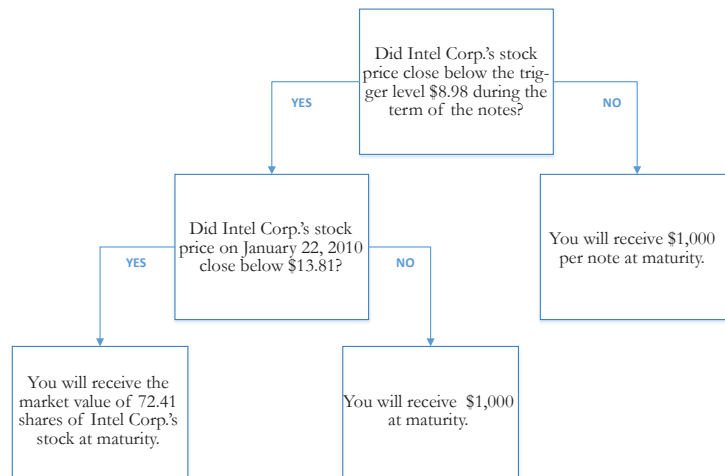 Did Intel Corp.'s stock
price close below the trig-
ger level $8.98 during the
term of the notes?
YES
NO
Did Intel Corp.'s stock
price on January 22, 2010
close below $13.81?
You will receive $1,000
per note at maturity.
YES
NO
You will receive the
market value of 72.41
shares of Intel Corp.'s
stock at maturity.
You will receive $1,000
at maturity.